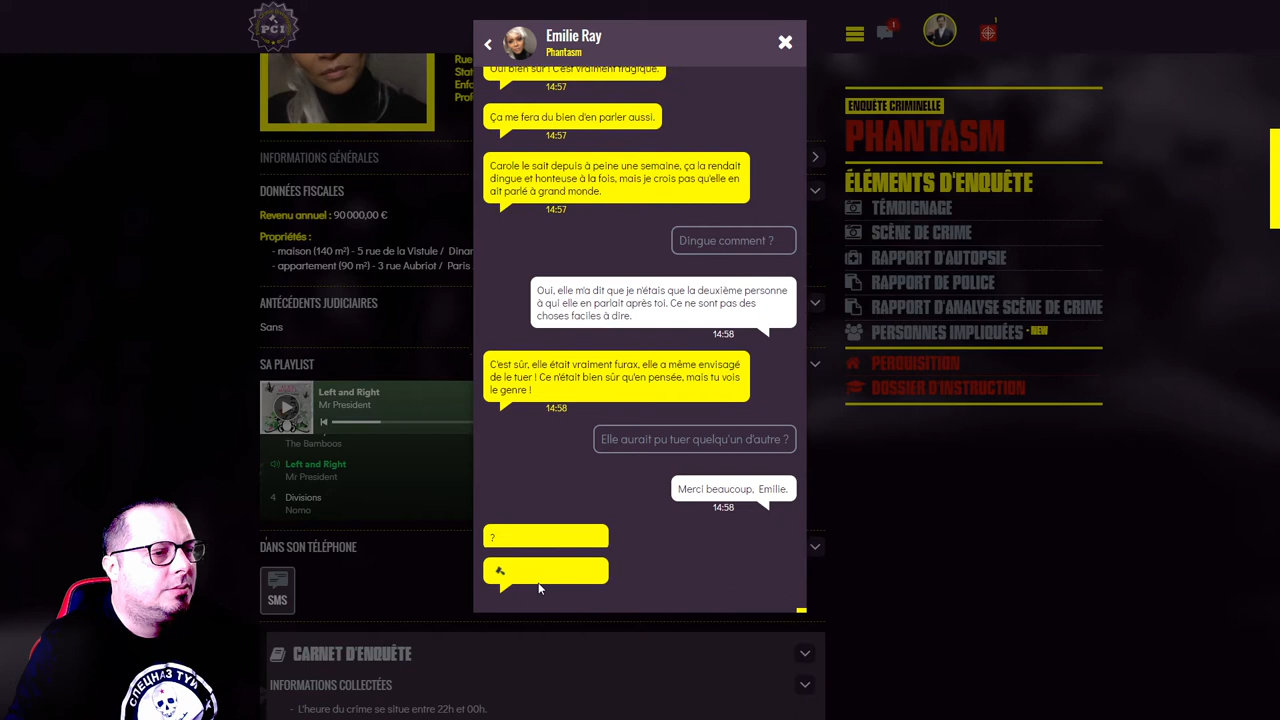 PCI
Emilie Ray
Phantasm
1
1
Oui bien sûr ! C'est vraiment tragique.
14:57
Ça me fera du bien d'en parler aussi.
14:57
Carole le sait depuis à peine une semaine, ça la rendait
dingue et honteuse à la fois, mais je crois pas qu'elle en
ait parlé à grand monde.
14:57
Dingue comment ?
Oui, elle m'a dit que je n'étais que la deuxième personne
à qui elle en parlait après toi. Ce ne sont pas des
choses faciles à dire.
14:58
C'est sûr, elle était vraiment furax, elle a même envisagé
de le tuer ! Ce n'était bien sûr qu'en pensée, mais tu vois
le genre !
14:58
Elle aurait pu tuer quelqu'un d'autre ?
Merci beaucoup, Emilie.
14:58
?
Rue
Stat
Enfo
Prof
INFORMATIONS GÉNÉRALES
DONNÉES FISCALES
Revenu annuel : 90 000,00 €
Propriétés :
- maison (140 m²) - 5 rue de la Vistule / Dinar
- appartement (90 m²) - 3 rue Aubriot / Paris
ANTÉCÉDENTS JUDICIAIRES
Sans
SA PLAYLIST
Left and Right
Mr President
The Bamboos
Left and Right
Mr President
4 Divisions
Nomo
DANS SON TÉLÉPHONE
SMS
CARNET D'ENQUÊTE
INFORMATIONS COLLECTÉES
- L'heure du crime se situe entre 22h et 00h.
ENQUÊTE CRIMINELLE
PHANTASM
ÉLÉMENTS D'ENQUÊTE
TÉMOIGNAGE
SCÈNE DE CRIME
RAPPORT D'AUTOPSIE
RAPPORT DE POLICE
RAPPORT D'ANALYSE SCÈNE DE CRIME
PERSONNES IMPLIQUÉES - NEW
PERQUISITION
DOSSIER D'INSTRUCTION
СПЕЦНАЗ ТУЙ